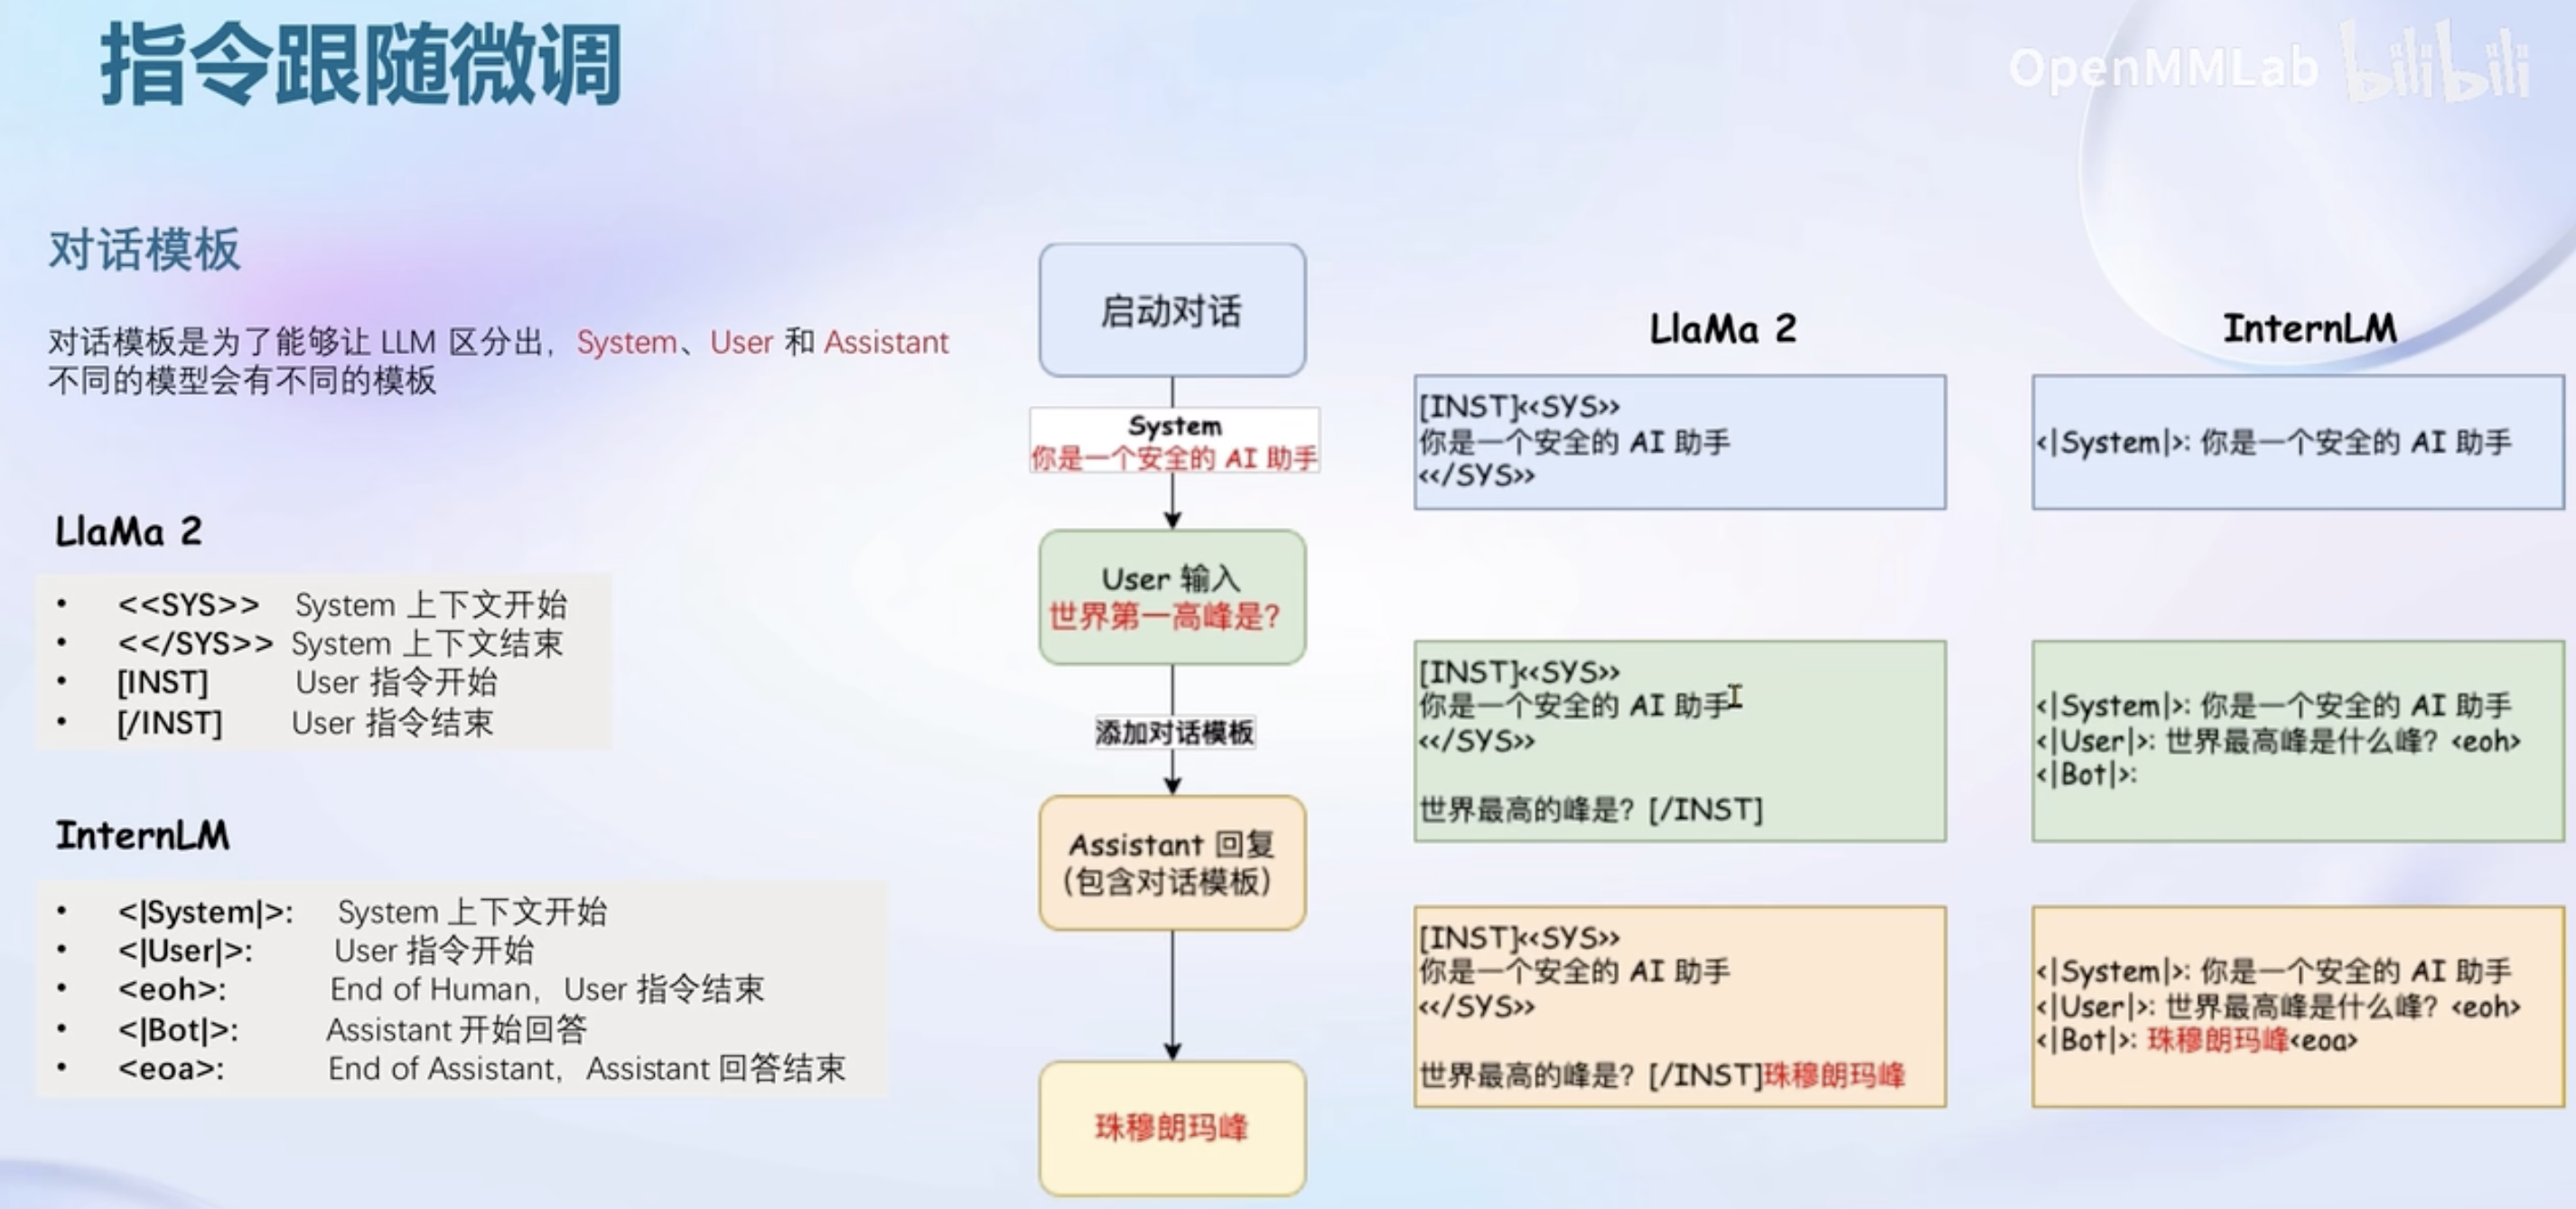 指令跟随微调
OpenMMLab bilibili
对话模板
对话模板是为了能够让 LLM 区分出，System、User 和 Assistant
不同的模型会有不同的模板
LlaMa 2
• <<SYS>> System 上下文开始
• <</SYS>> System 上下文结束
• [INST] User 指令开始
• [/INST] User 指令结束
InternLM
• <|System|>: System 上下文开始
• <|User|>: User 指令开始
• <eoh>: End of Human，User 指令结束
• <|Bot|>: Assistant 开始回答
• <eoa>: End of Assistant，Assistant 回答结束
启动对话
System
你是一个安全的 AI 助手
User 输入
世界第一高峰是？
添加对话模板
Assistant 回复
（包含对话模板）
珠穆朗玛峰
LlaMa 2
[INST]<<SYS>>
你是一个安全的 AI 助手
<</SYS>>
[INST]<<SYS>>
你是一个安全的 AI 助手
<</SYS>>
世界最高的峰是？[/INST]
[INST]<<SYS>>
你是一个安全的 AI 助手
<</SYS>>
世界最高的峰是？[/INST]珠穆朗玛峰
InternLM
<|System|>: 你是一个安全的 AI 助手
<|System|>: 你是一个安全的 AI 助手
<|User|>: 世界最高峰是什么峰？<eoh>
<|Bot|>:
<|System|>: 你是一个安全的 AI 助手
<|User|>: 世界最高峰是什么峰？<eoh>
<|Bot|>: 珠穆朗玛峰<eoa>